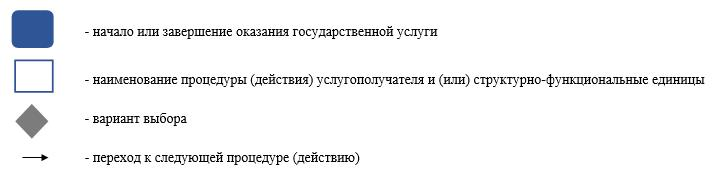 - начало или завершение оказания государственной услуги
- наименование процедуры (действия) услугополучателя и (или) структурно-функциональные единицы
- вариант выбора
- переход к следующей процедуре (действию)